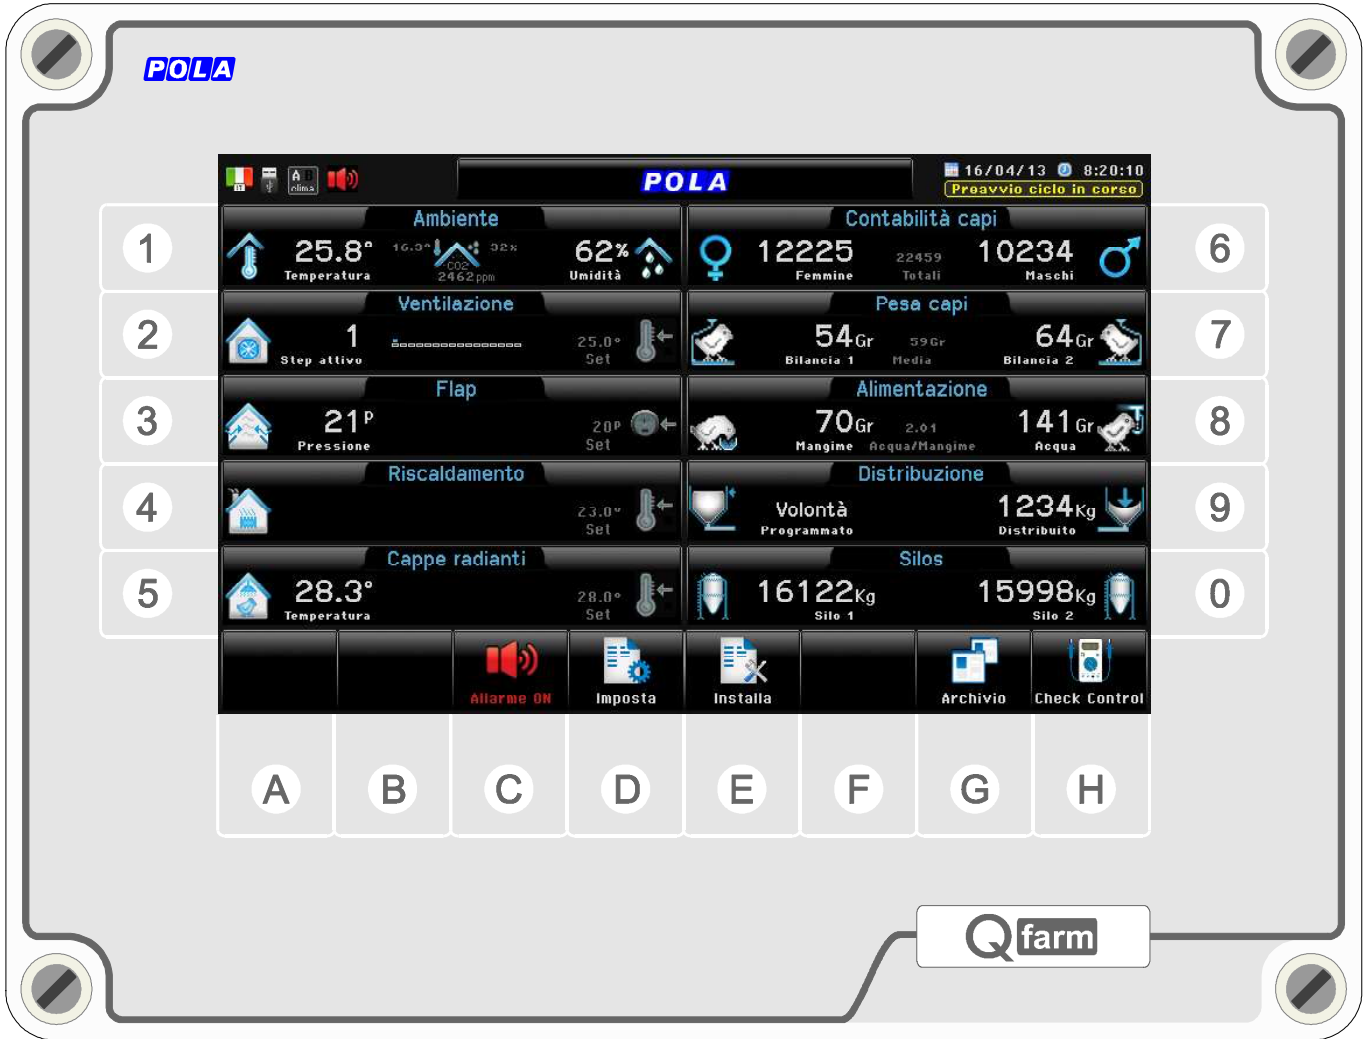 POLA
IT
A B
clima
POLA
16/04/13 8:20:10
Preavvio ciclo in corso
1
Ambiente
25.8°
Temperatura
16.3° 32%
CO2
2462 ppm
62%
Umidità
Contabilità capi
12225
Femmine
22459
Totali
10234
Maschi
6
2
Ventilazione
1
Step attivo
25.0°
Set
Pesa capi
54Gr
Bilancia 1
59Gr
Media
64Gr
Bilancia 2
7
3
Flap
21P
Pressione
20P
Set
Alimentazione
70Gr
Mangime
2.01
Acqua/Mangime
141Gr
Acqua
8
4
Riscaldamento
23.0°
Set
Distribuzione
Volontà
Programmato
1234Kg
Distribuito
9
5
Cappe radianti
28.3°
Temperatura
28.0°
Set
Silos
16122Kg
Silo 1
15998Kg
Silo 2
0
Allarme ON
Imposta
Installa
Archivio
Check Control
A
B
C
D
E
F
G
H
Qfarm